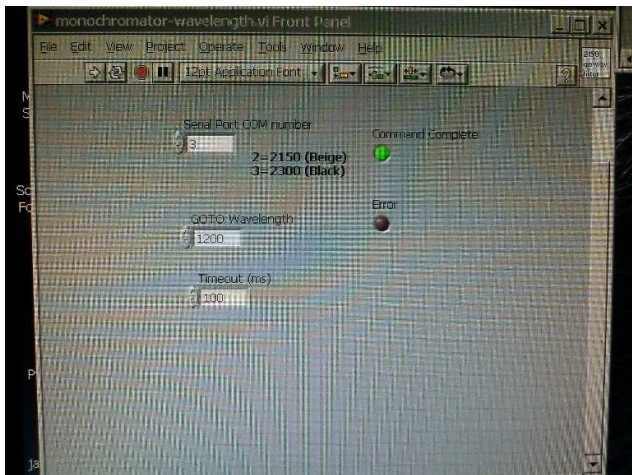 monochromator-wavelength.vi Front Panel
File Edit View Project Operate Tools Window Help
12pt Application Font
2150
Serial Port COM number
Command Complete
3
2=2150 (Beige)
3=2300 (Black)
Error
GOTO Wavelength
1200
Timeout (ms)
100